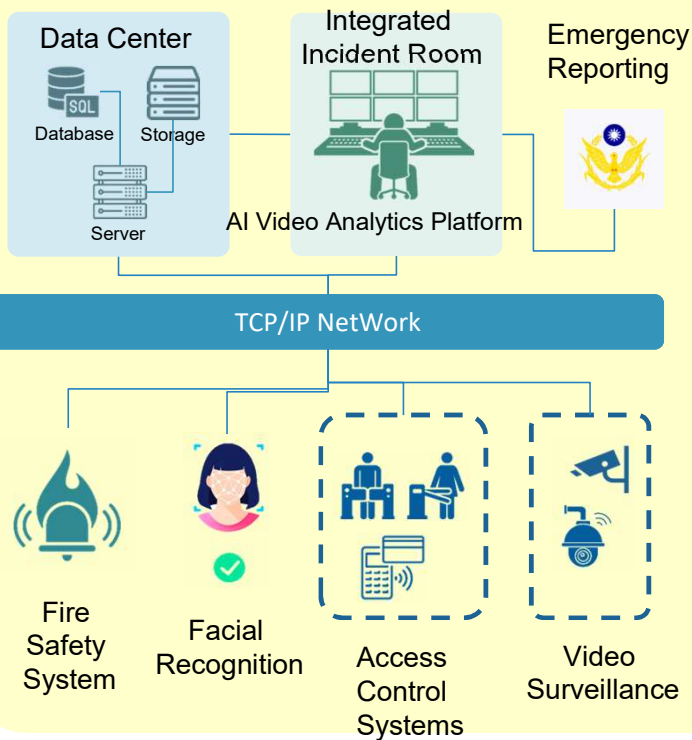 Data Center
SQL
Database
Storage
Server
Integrated
Incident Room
AI Video Analytics Platform
Emergency
Reporting
TCP/IP NetWork
Fire
Safety
System
Facial
Recognition
Access
Control
Systems
Video
Surveillance